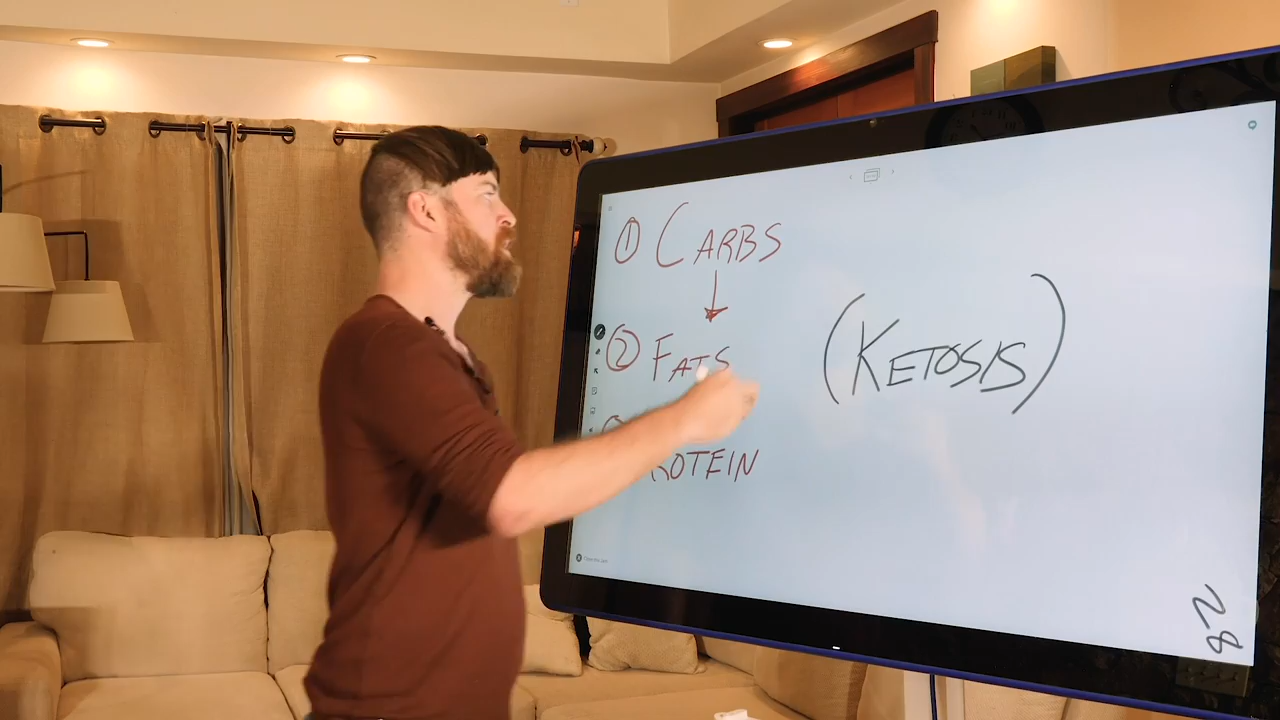 ① CARBS
② FATS
ROTEIN
(KETOSIS)
28